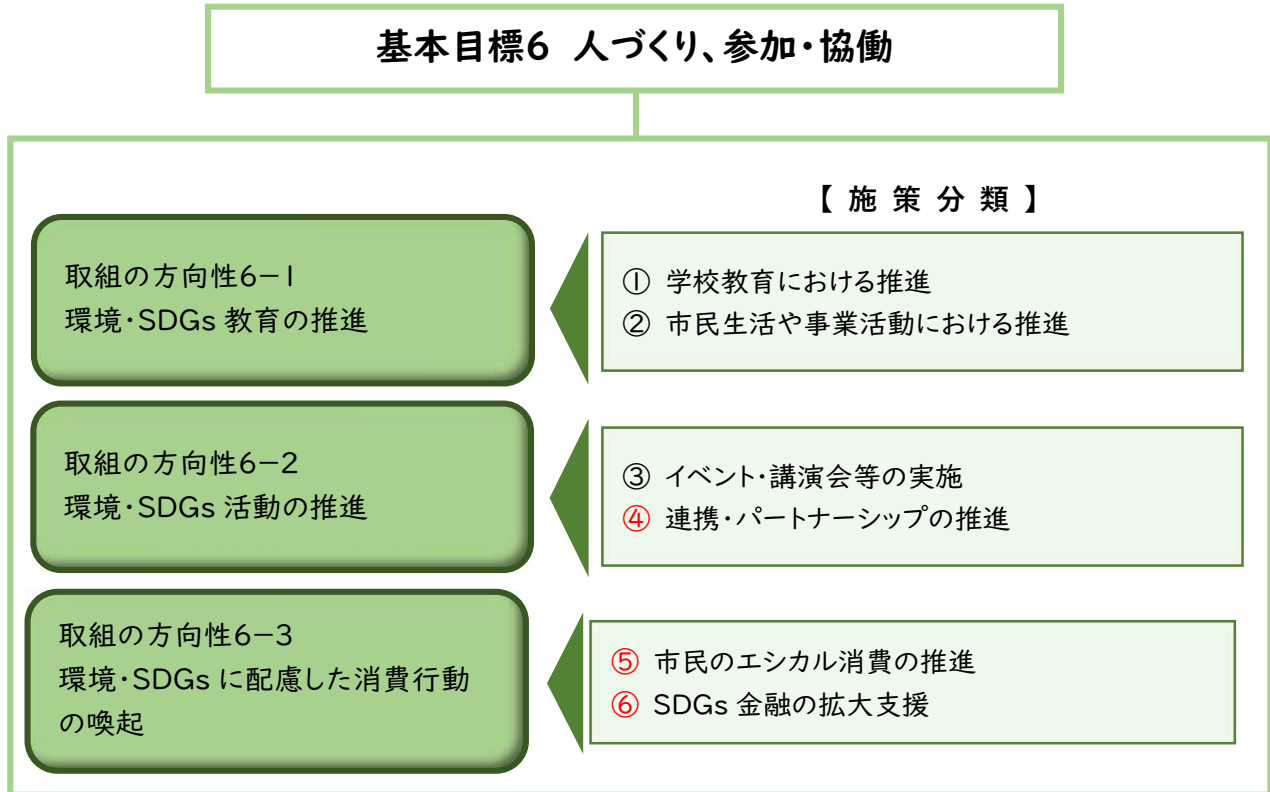 基本目標6 人づくり、参加・協働
【 施 策 分 類 】
取組の方向性6－1
環境・SDGs 教育の推進
① 学校教育における推進
② 市民生活や事業活動における推進
取組の方向性6－2
環境・SDGs 活動の推進
③ イベント・講演会等の実施
④ 連携・パートナーシップの推進
取組の方向性6－3
環境・SDGs に配慮した消費行動
の喚起
⑤ 市民のエシカル消費の推進
⑥ SDGs 金融の拡大支援